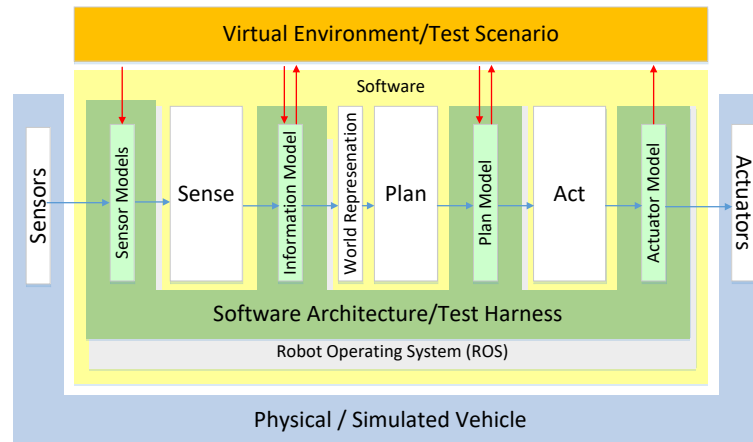 Virtual Environment/Test Scenario
Software
Sensors
Sensor Models
Sense
Information Model
World Represenation
Plan
Plan Model
Act
Actuator Model
Actuators
Software Architecture/Test Harness
Robot Operating System (ROS)
Physical / Simulated Vehicle